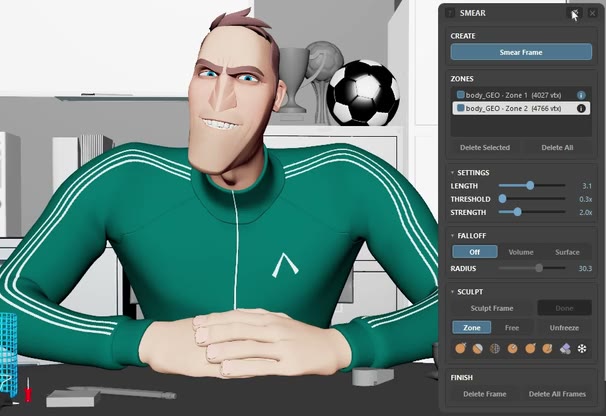 SMEAR
CREATE
Smear Frame
ZONES
body_GEO - Zone 1 (4027 vtx)
body_GEO - Zone 2 (4766 vtx)
Delete Selected Delete All
SETTINGS
LENGTH 3.1
THRESHOLD 0.3x
STRENGTH 2.0x
FALLOFF
Off Volume Surface
RADIUS 30.3
SCULPT
Sculpt Frame Done
Zone Free Unfreeze
FINISH
Delete Frame Delete All Frames